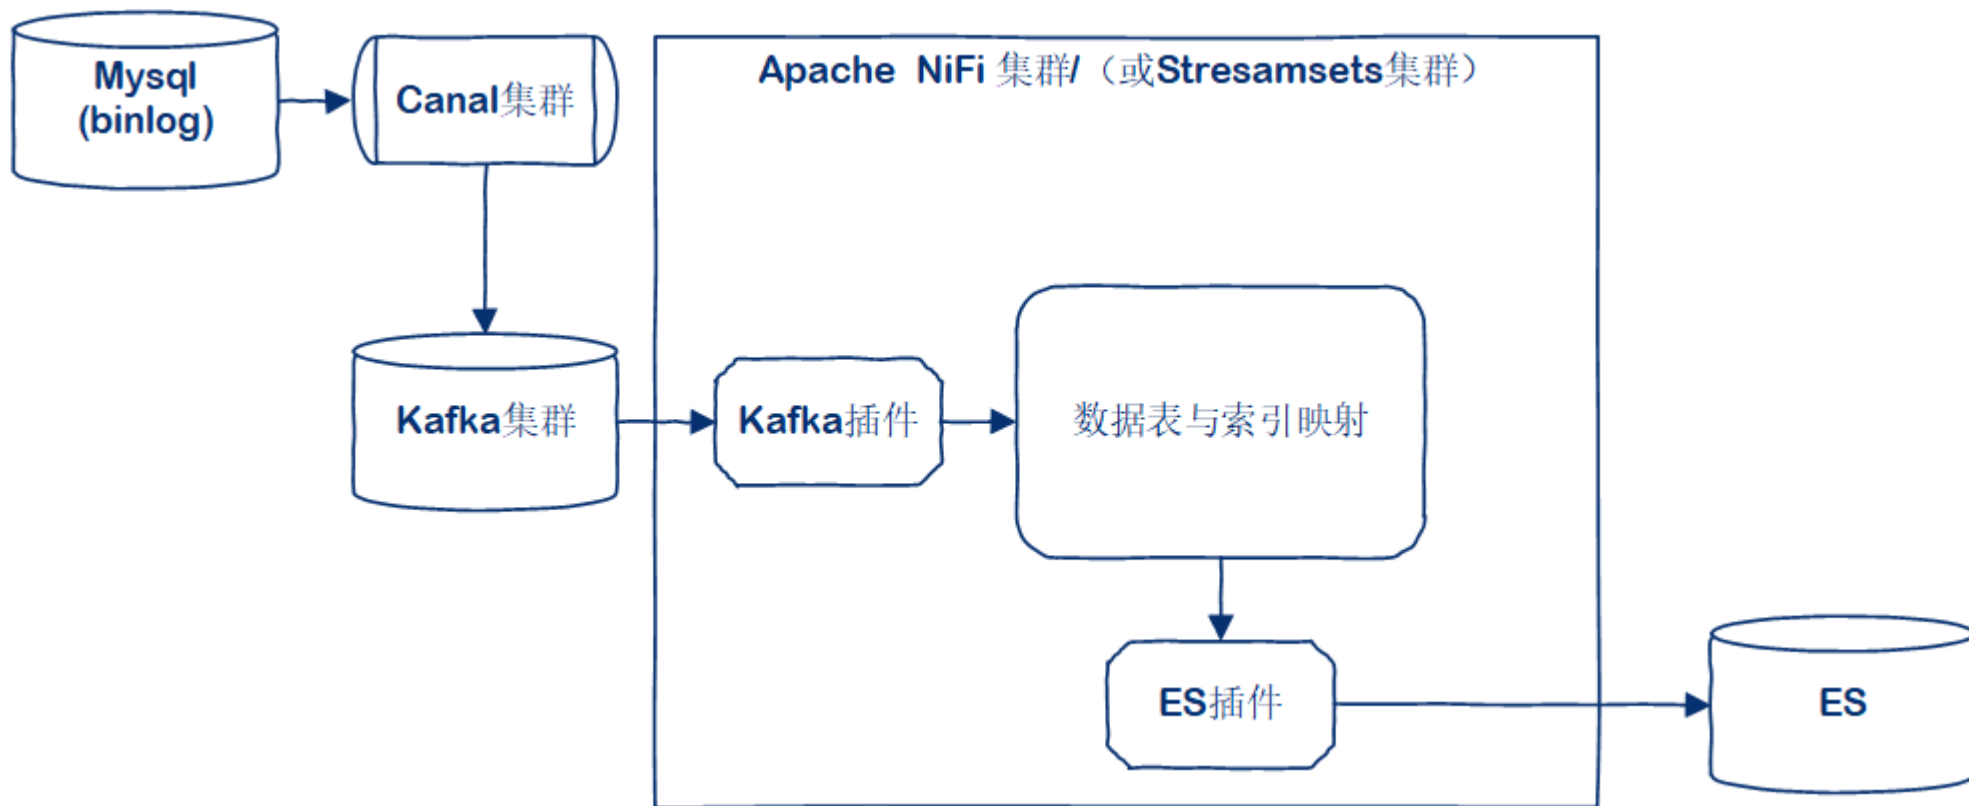 Mysql
(binlog)
Canal集群
Apache NiFi 集群/（或Stresamsets集群）
Kafka集群
Kafka插件
数据表与索引映射
ES插件
ES